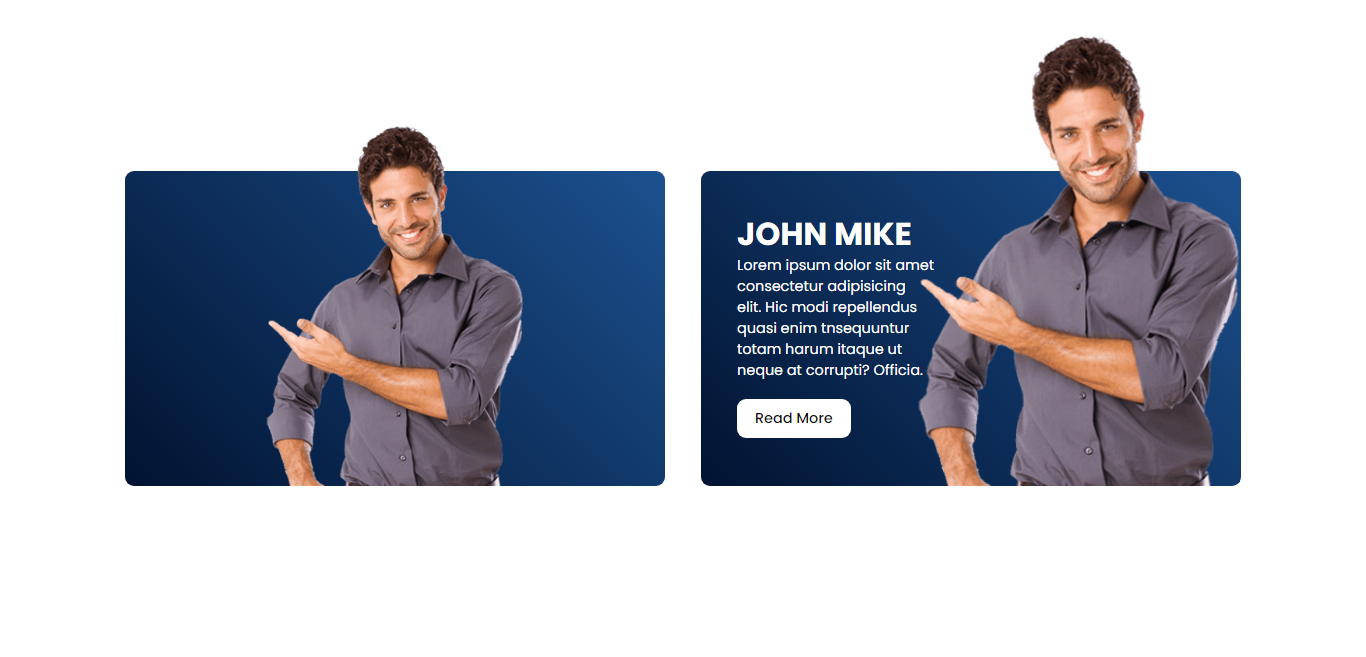 JOHN MIKE
Lorem ipsum dolor sit amet
consectetur adipisicing
elit. Hic modi repellendus
quasi enim tnsequuntur
totam harum itaque ut
neque at corrupti? Officia.
Read More